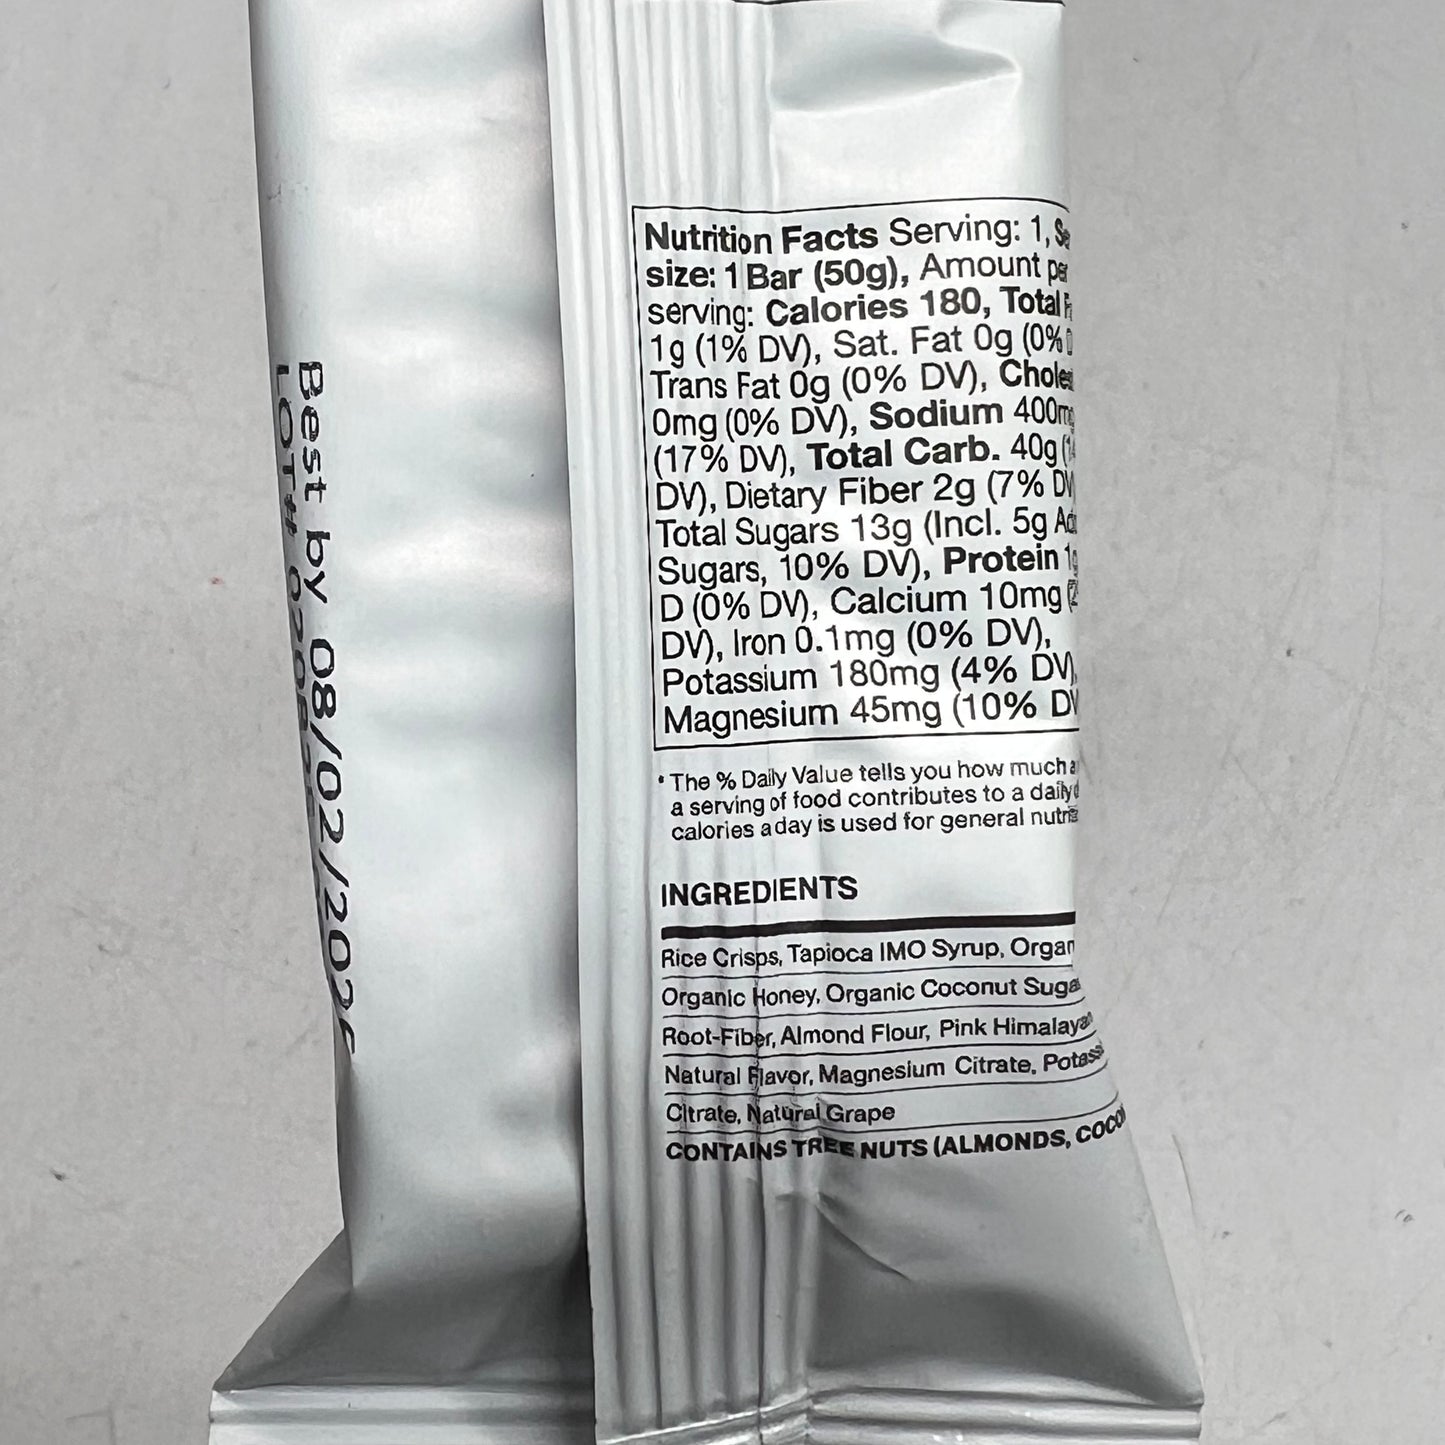 Best by 08/02/202
LOT#
Nutrition Facts Serving: 1,
size: 1 Bar (50g), Amount
serving: Calories 180, Total
1g (1% DV), Sat. Fat 0g (0%
Trans Fat 0g (0% DV),
0mg (0% DV), Sodium 400mg
(17% DV), Total Carb. 40g
DV), Dietary Fiber 2g (7% DV
Total Sugars 13g (Incl. 5g
Sugars, 10% DV), Protein
D (0% DV), Calcium 10mg
DV), Iron 0.1mg (0% DV),
Potassium 180mg (4% DV),
Magnesium 45mg (10% DV
* The % Daily Value tells you how much
a serving of food contributes to a daily
calories a day is used for general
INGREDIENTS
Rice Crisps, Tapioca IMO Syrup,
Organic Honey, Organic Coconut
Root-Fiber, Almond Flour, Pink Himalayan
Natural Flavor, Magnesium Citrate,
Citrate, Natural Grape
CONTAINS TREE NUTS (ALMONDS,